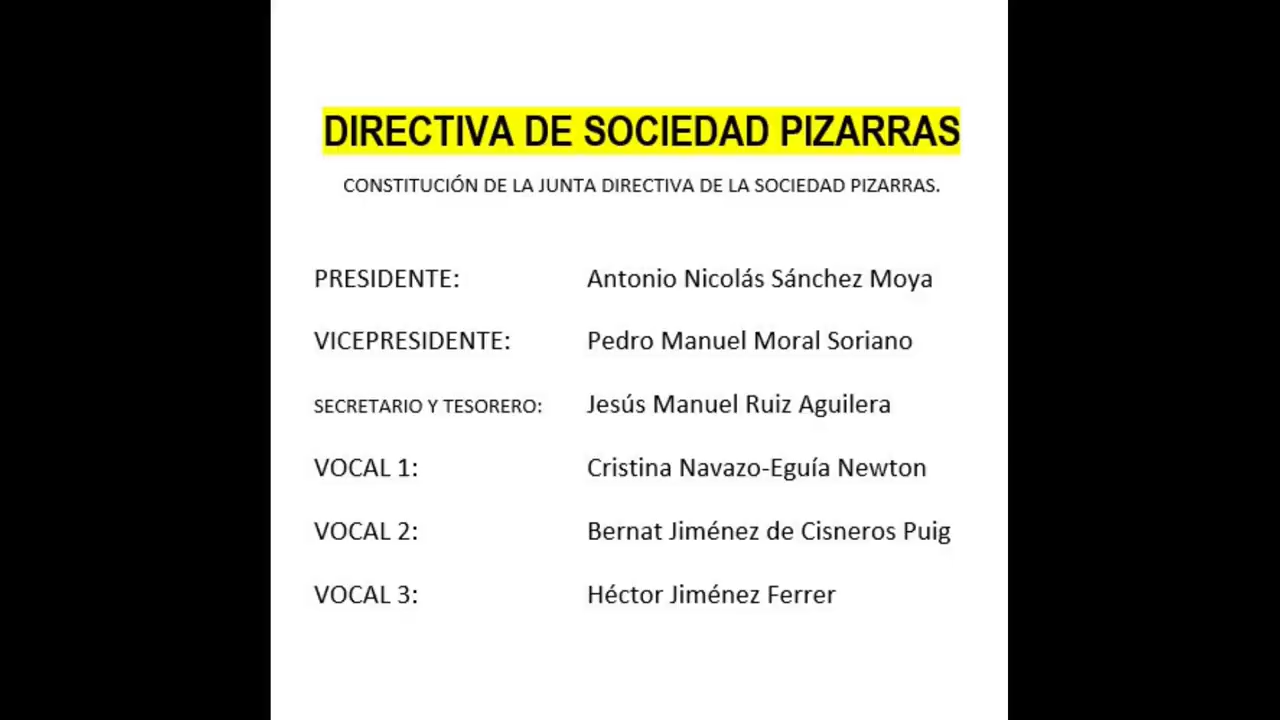 DIRECTIVA DE SOCIEDAD PIZARRAS
CONSTITUCIÓN DE LA JUNTA DIRECTIVA DE LA SOCIEDAD PIZARRAS.
PRESIDENTE: Antonio Nicolás Sánchez Moya
VICEPRESIDENTE: Pedro Manuel Moral Soriano
SECRETARIO Y TESORERO: Jesús Manuel Ruiz Aguilera
VOCAL 1: Cristina Navazo-Eguía Newton
VOCAL 2: Bernat Jiménez de Cisneros Puig
VOCAL 3: Héctor Jiménez Ferrer